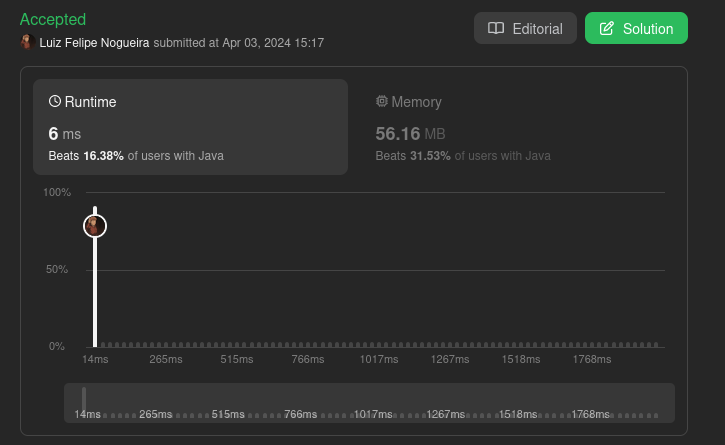 Accepted
Luiz Felipe Nogueira submitted at Apr 03, 2024 15:17
Editorial
Solution
Runtime
6 ms
Beats 16.38% of users with Java
Memory
56.16 MB
Beats 31.53% of users with Java
100%
50%
0%
14ms 265ms 515ms 766ms 1017ms 1267ms 1518ms 1768ms
14ms 265ms 515ms 766ms 1017ms 1267ms 1518ms 1768ms